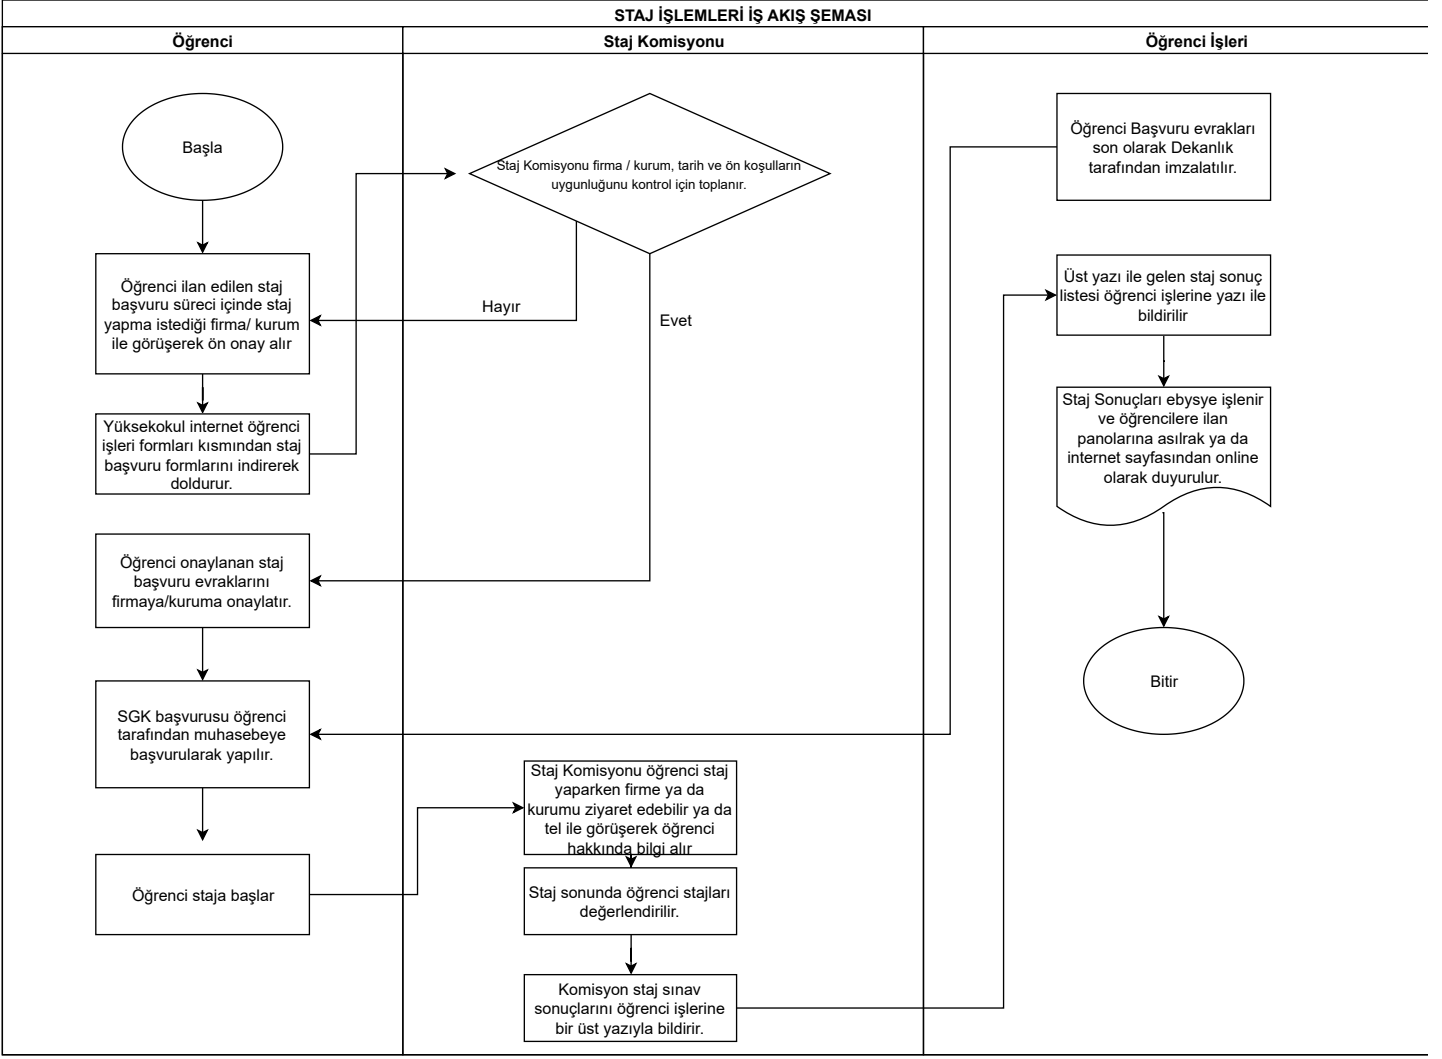 STAJ İŞLEMLERİ İŞ AKIŞ ŞEMASI
Öğrenci
Staj Komisyonu
Öğrenci İşleri
Başla
Öğrenci ilan edilen staj
başvuru süreci içinde staj
yapma istediği firma/ kurum
ile görüşerek ön onay alır
Yüksekokul internet öğrenci
işleri formları kısmından staj
başvuru formlarını indirerek
doldurur.
Öğrenci onaylanan staj
başvuru evraklarını
firmaya/kuruma onaylatır.
SGK başvurusu öğrenci
tarafından muhasebeye
başvurularak yapılır.
Öğrenci staja başlar
Staj Komisyonu firma / kurum, tarih ve ön koşulların
uygunluğunu kontrol için toplanır.
Hayır
Evet
Staj Komisyonu öğrenci staj
yaparken firme ya da
kurumu ziyaret edebilir ya da
tel ile görüşerek öğrenci
hakkında bilgi alır
Staj sonunda öğrenci stajları
değerlendirilir.
Komisyon staj sınav
sonuçlarını öğrenci işlerine
bir üst yazıyla bildirir.
Öğrenci Başvuru evrakları
son olarak Dekanlık
tarafından imzalatılır.
Üst yazı ile gelen staj sonuç
listesi öğrenci işlerine yazı ile
bildirilir
Staj Sonuçları ebysye işlenir
ve öğrencilere ilan
panolarına asılrak ya da
internet sayfasından online
olarak duyurulur.
Bitir